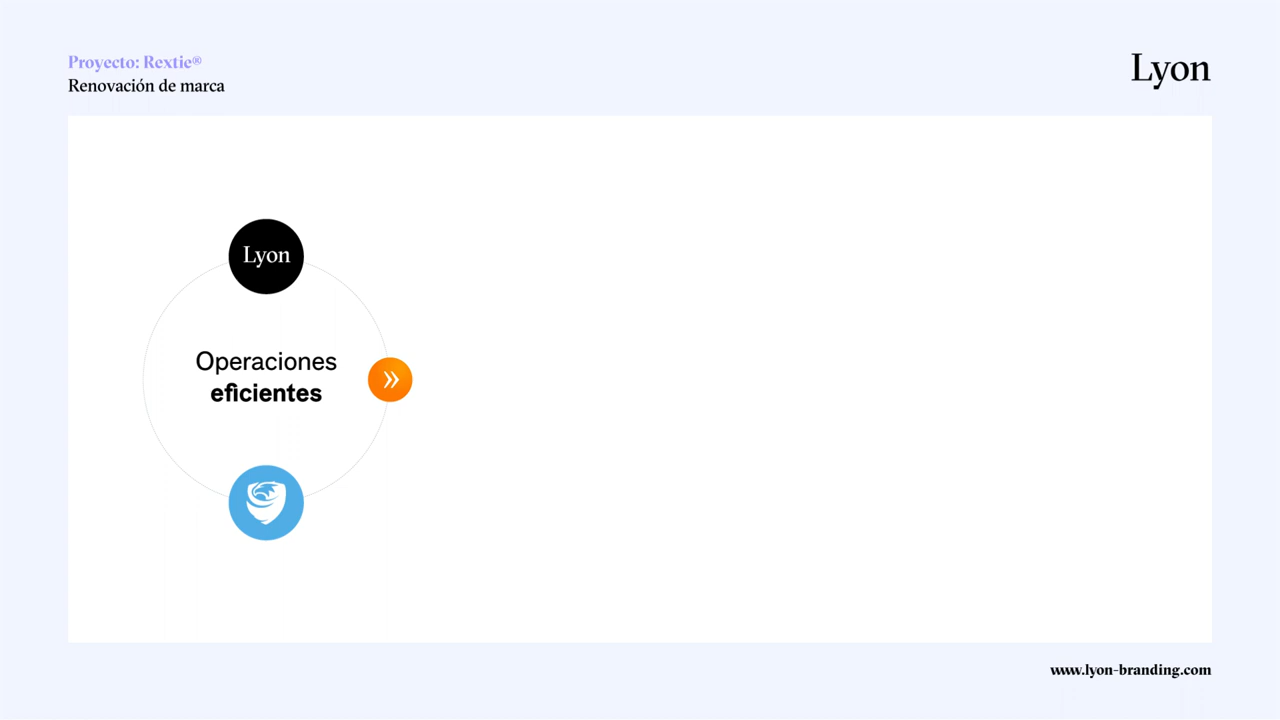 Proyecto: Rextie®
Renovación de marca
Lyon
Lyon
Operaciones
eficientes
www.lyon-branding.com